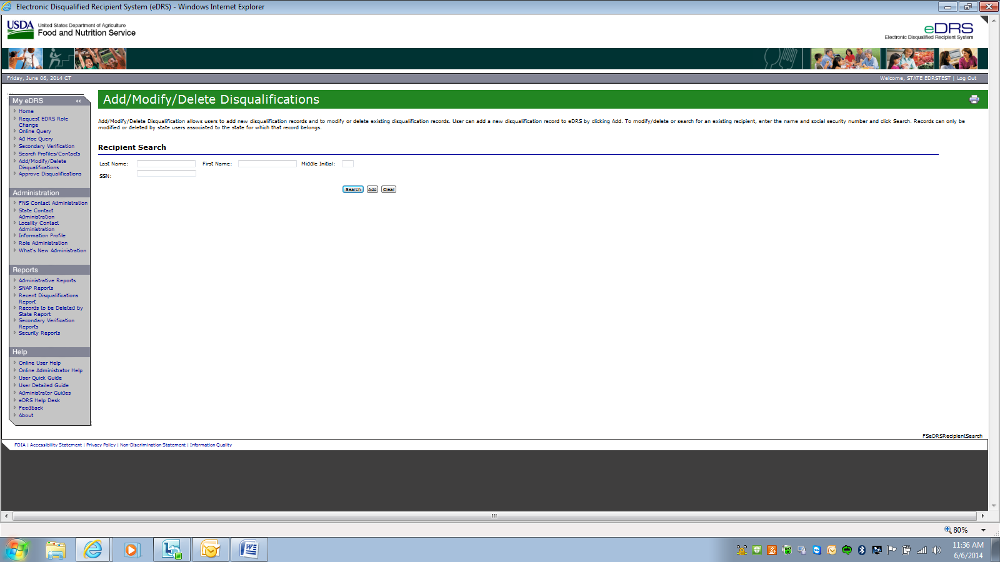 Electronic Disqualified Recipient System (eDRS) - Windows Internet Explorer
USDA
United States Department of Agriculture
Food and Nutrition Service
eDRS
Electronic Disqualified Recipient System
Friday, June 06, 2014 CT
Welcome, STATE EDRSTEST | Log Out
My eDRS
Home
Request EDRS Role
Change
Online Query
Ad Hoc Query
Secondary Verification
Search Profiles/Contacts
Add/Modify/Delete
Disqualifications
Approve Disqualifications
Administration
FNS Contact Administration
State Contact
Administration
Locality Contact
Administration
Information Profile
Role Administration
What's New Administration
Reports
Administrative Reports
SNAP Reports
Recent Disqualifications
Report
Records to be Deleted by
State Report
Secondary Verification
Reports
Security Reports
Help
Online User Help
Online Administrator Help
User Quick Guide
User Detailed Guide
Administrator Guides
eDRS Help Desk
Feedback
About
Add/Modify/Delete Disqualifications
Add/Modify/Delete Disqualification allows users to add new disqualification records and to modify or delete existing disqualification records. User can add a new disqualification record to eDRS by clicking Add. To modify/delete or search for an existing recipient, enter the name and social security number and click Search. Records can only be
modified or deleted by state users associated to the state for which that record belongs.
Recipient Search
Last Name: First Name: Middle Initial:
SSN:
Search Add Clear
FSeDRSRecipientSearch
FOIA | Accessibility Statement | Privacy Policy | Non-Discrimination Statement | Information Quality
80%
11:36 AM
6/6/2014